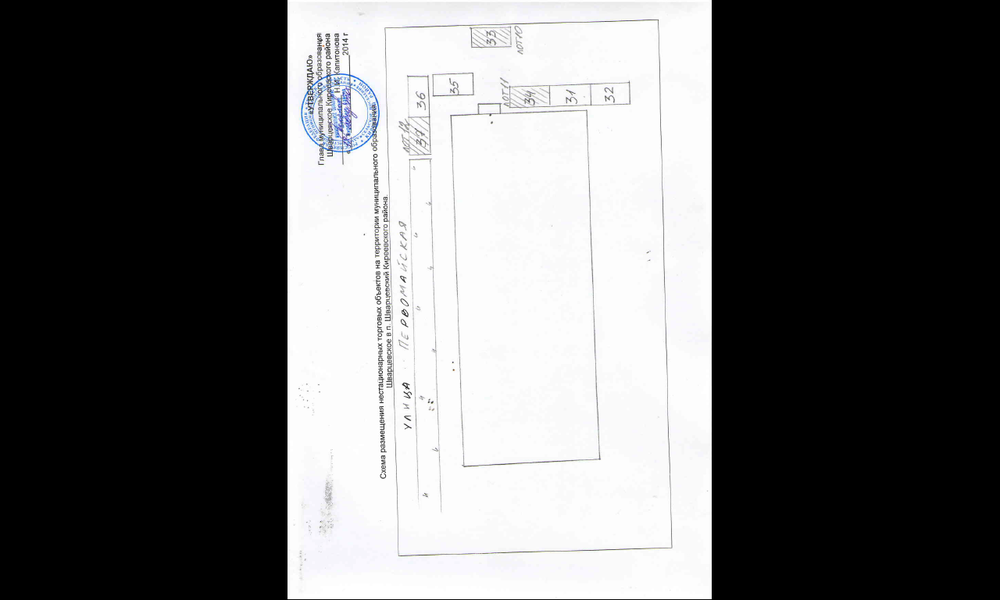 «УТВЕРЖДАЮ»
Глава муниципального образования
Шварцевское Киреевского района
Н.И. Капитонова
2014 г
Схема размещения нестационарных торговых объектов на территории муниципального образования
Шварцевское в п. Шварцевский Киреевского района.
УЛИЦА ПЕРВОМАЙСКАЯ
ЛОТ 12
37
36
35
33
ЛОТ 10
ЛОТ 11
34
31
32